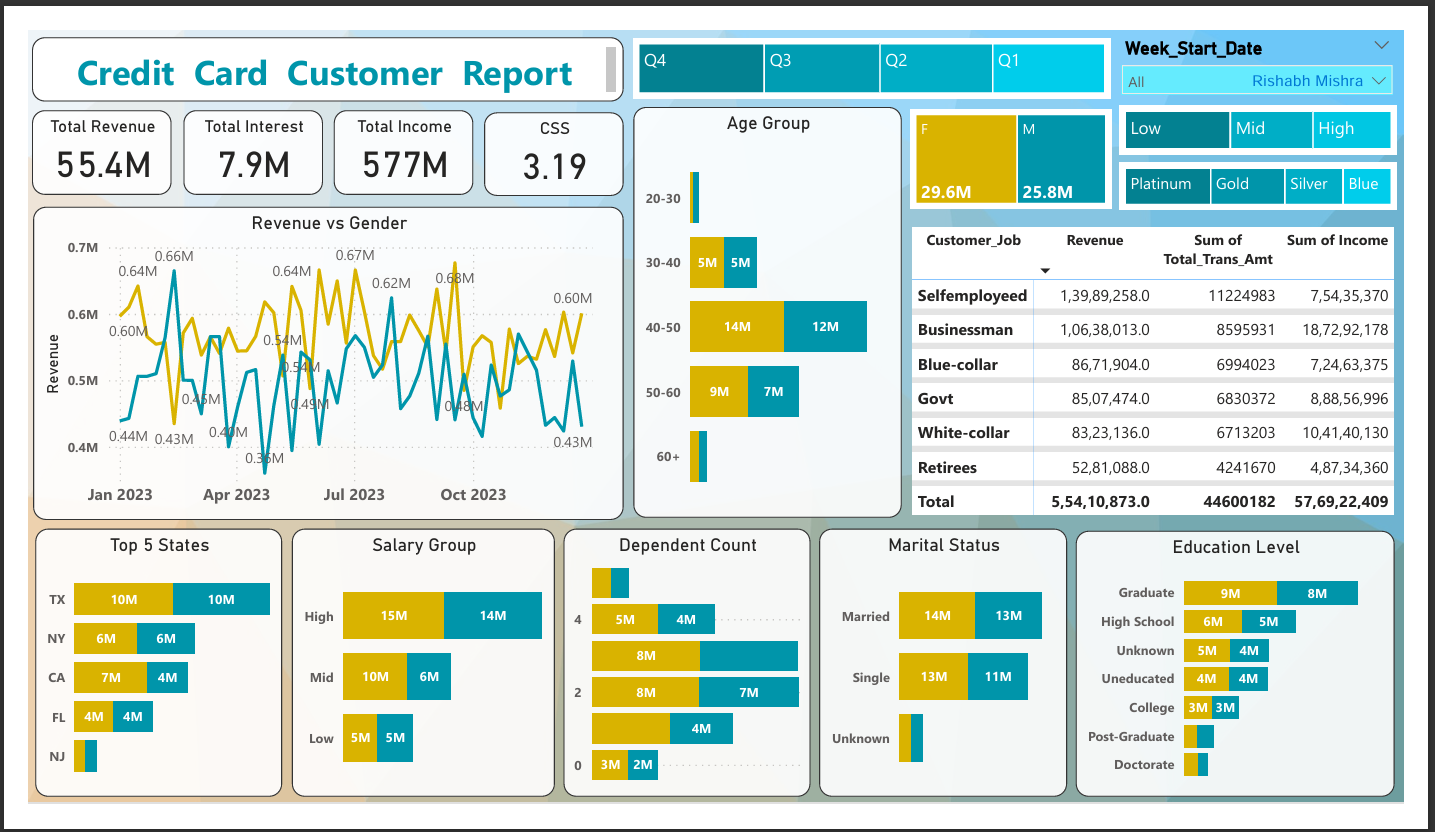 Credit Card Customer Report
Q4 Q3 Q2 Q1
Week_Start_Date
All Rishabh Mishra
Total Revenue
55.4M
Total Interest
7.9M
Total Income
577M
CSS
3.19
F
29.6M
M
25.8M
Low Mid High
Platinum Gold Silver Blue
Revenue vs Gender
Revenue
0.7M
0.6M
0.5M
0.4M
0.66M
0.67M
0.64M
0.64M
0.68M
0.62M
0.60M
0.60M
0.54M
0.54M
0.45M
0.49M
0.48M
0.44M
0.43M
0.40M
0.43M
0.36M
Jan 2023 Apr 2023 Jul 2023 Oct 2023
Age Group
20-30
30-40 5M 5M
40-50 14M 12M
50-60 9M 7M
60+
Customer_Job Revenue Sum of Total_Trans_Amt Sum of Income
Selfemployeed 1,39,89,258.0 11224983 7,54,35,370
Businessman 1,06,38,013.0 8595931 18,72,92,178
Blue-collar 86,71,904.0 6994023 7,24,63,375
Govt 85,07,474.0 6830372 8,88,56,996
White-collar 83,23,136.0 6713203 10,41,40,130
Retirees 52,81,088.0 4241670 4,87,34,360
Total 5,54,10,873.0 44600182 57,69,22,409
Top 5 States
TX 10M 10M
NY 6M 6M
CA 7M 4M
FL 4M 4M
NJ
Salary Group
High 15M 14M
Mid 10M 6M
Low 5M 5M
Dependent Count
4 5M 4M
8M
2 8M 7M
4M
0 3M 2M
Marital Status
Married 14M 13M
Single 13M 11M
Unknown
Education Level
Graduate 9M 8M
High School 6M 5M
Unknown 5M 4M
Uneducated 4M 4M
College 3M 3M
Post-Graduate
Doctorate